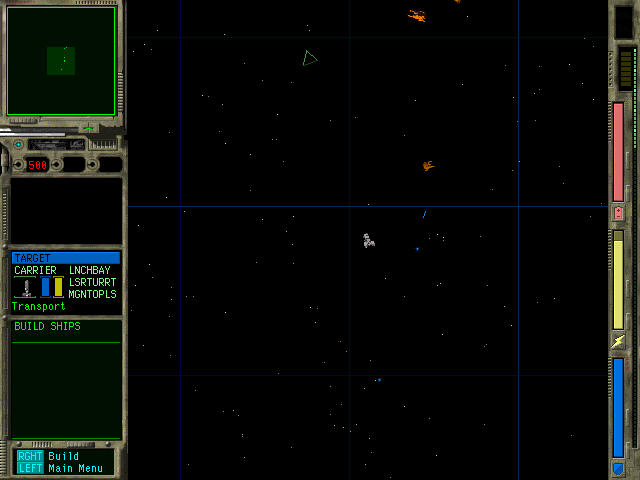 500
TARGET
CARRIER LNCHBAY
LSRTURRT
MGNTOPLS
Transport
BUILD SHIPS
RGHT Build
LEFT Main Menu